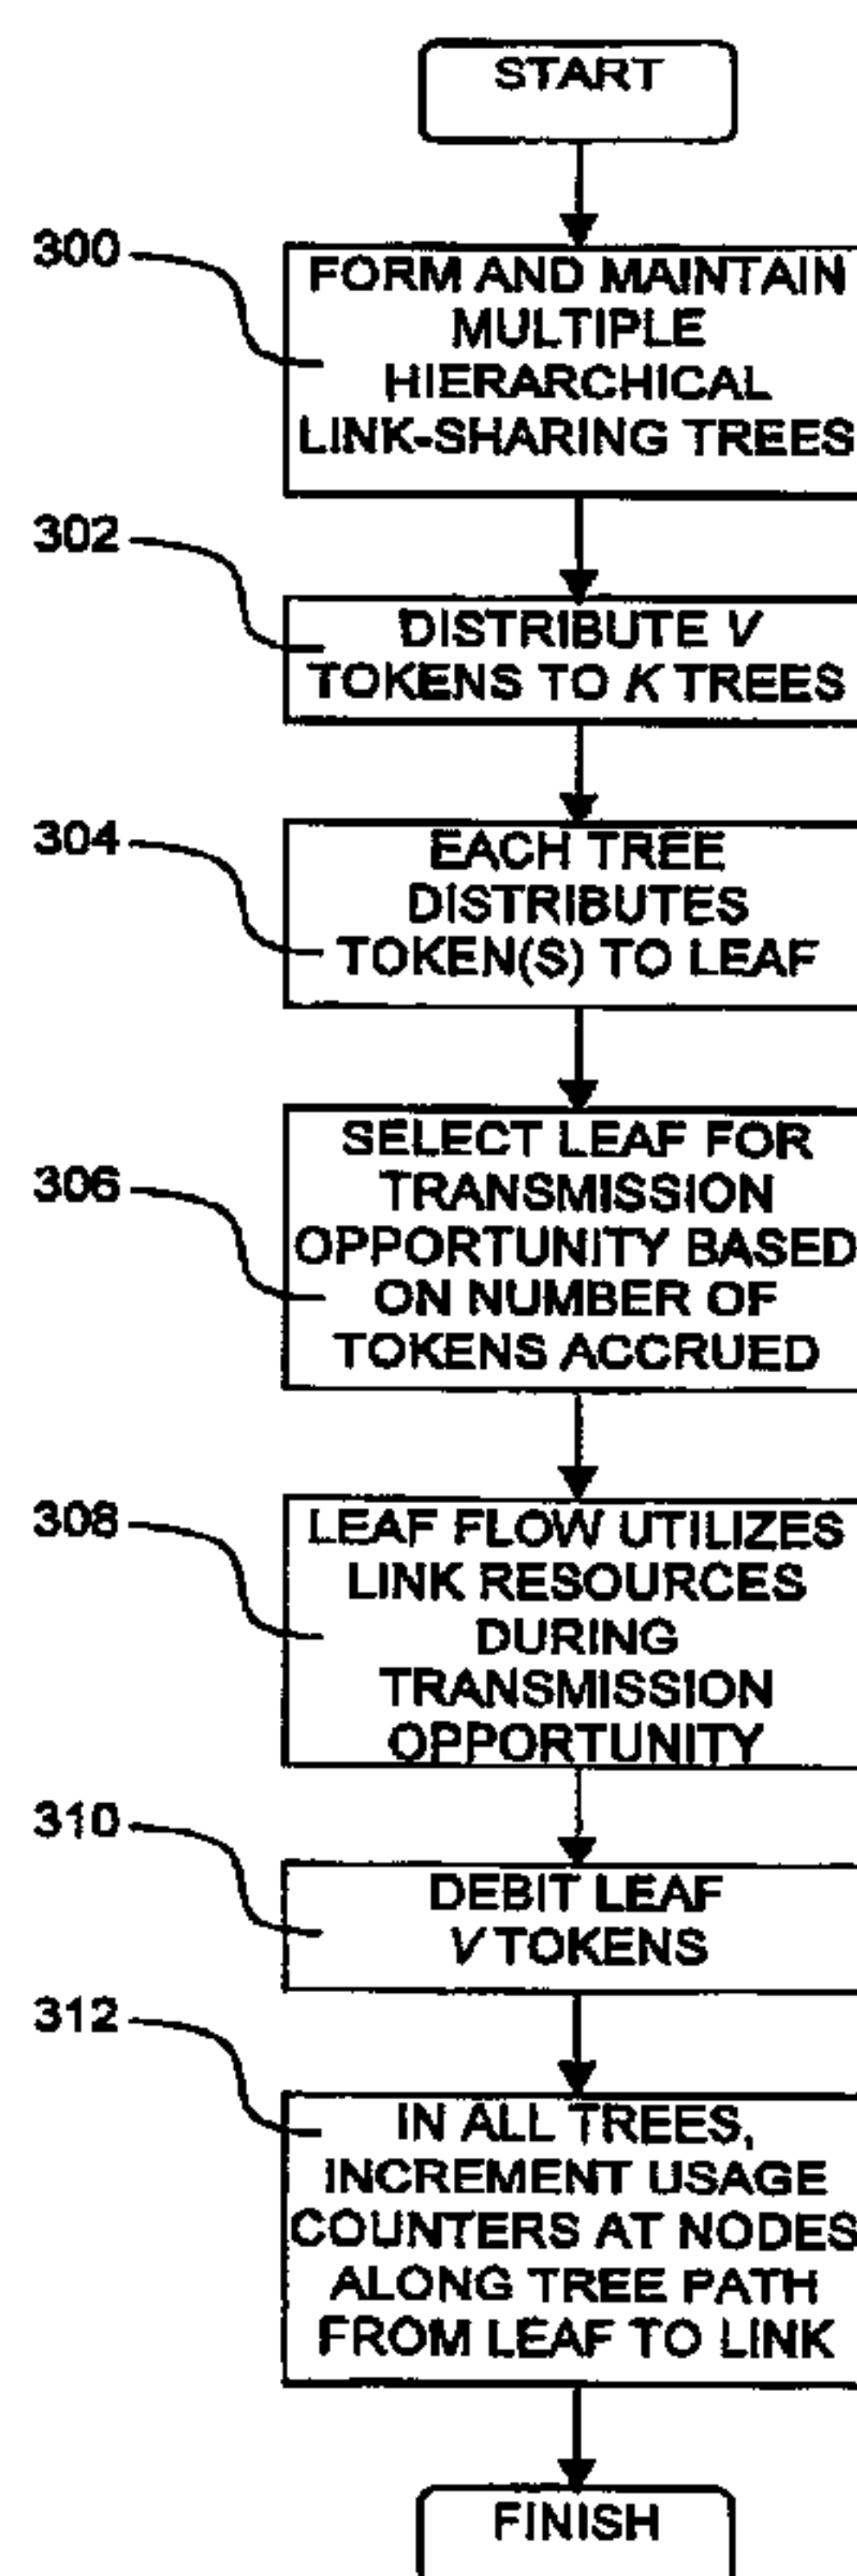 START
300
FORM AND MAINTAIN
MULTIPLE
HIERARCHICAL
LINK-SHARING TREES
302
DISTRIBUTE V
TOKENS TO K TREES
304
EACH TREE
DISTRIBUTES
TOKEN(S) TO LEAF
306
SELECT LEAF FOR
TRANSMISSION
OPPORTUNITY BASED
ON NUMBER OF
TOKENS ACCRUED
308
LEAF FLOW UTILIZES
LINK RESOURCES
DURING
TRANSMISSION
OPPORTUNITY
310
DEBIT LEAF
V TOKENS
312
IN ALL TREES,
INCREMENT USAGE
COUNTERS AT NODES
ALONG TREE PATH
FROM LEAF TO LINK
FINISH